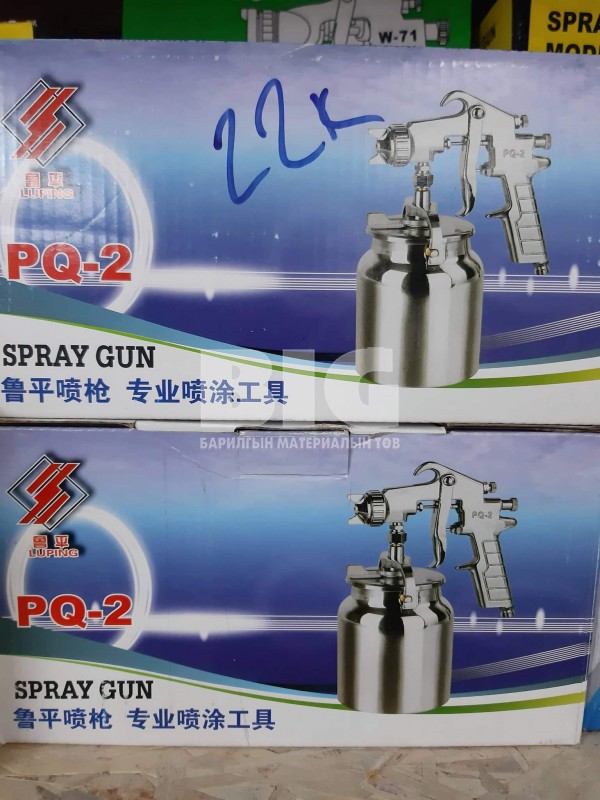 W-71
SPRA
MOD
22к
鲁平
LUPING
PQ-2
PQ-2
SPRAY GUN
鲁平喷枪 专业喷涂工具
BIG
БАРИЛГЫН МАТЕРИАЛЫН ТӨВ
鲁平
LUPING
PQ-2
PQ-2
SPRAY GUN
鲁平喷枪 专业喷涂工具